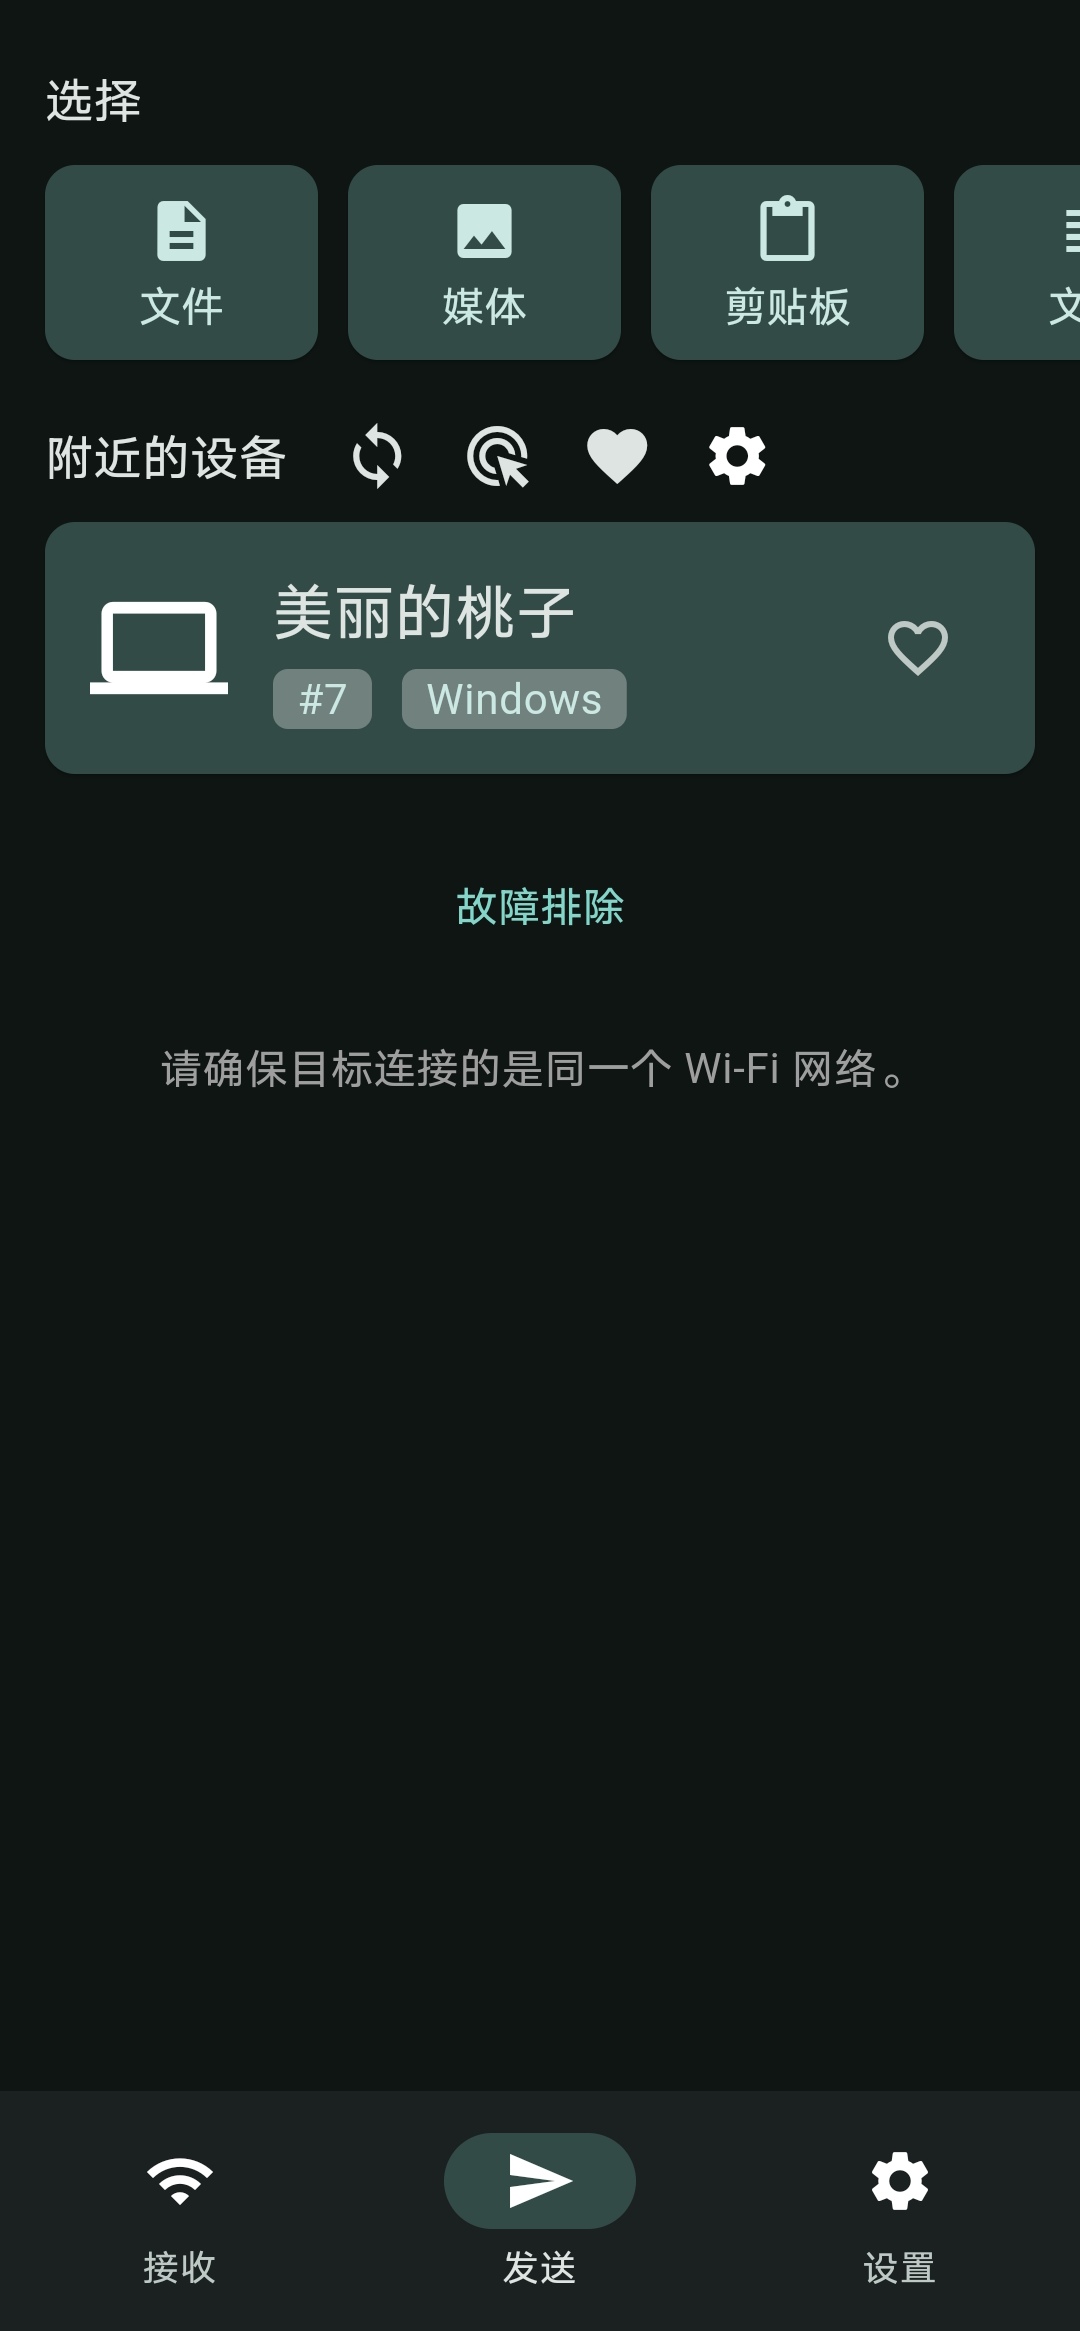 选择
文件
媒体
剪贴板
文
附近的设备
美丽的桃子
#7
Windows
故障排除
请确保目标连接的是同一个 Wi-Fi 网络。
接收
发送
设置